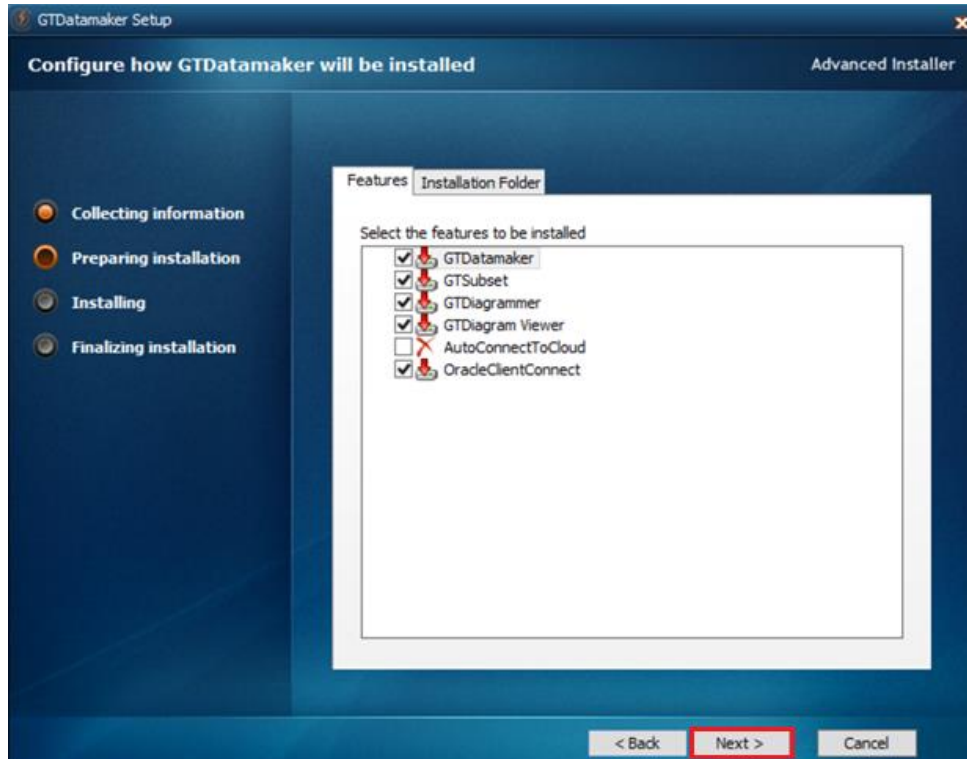 GTDatamaker Setup
Configure how GTDatamaker will be installed
Advanced Installer
Collecting information
Preparing installation
Installing
Finalizing installation
Features
Installation Folder
Select the features to be installed
GTDatamaker
GTSubset
GTDiagrammer
GTDiagram Viewer
AutoConnectToCloud
OracleClientConnect
< Back
Next >
Cancel